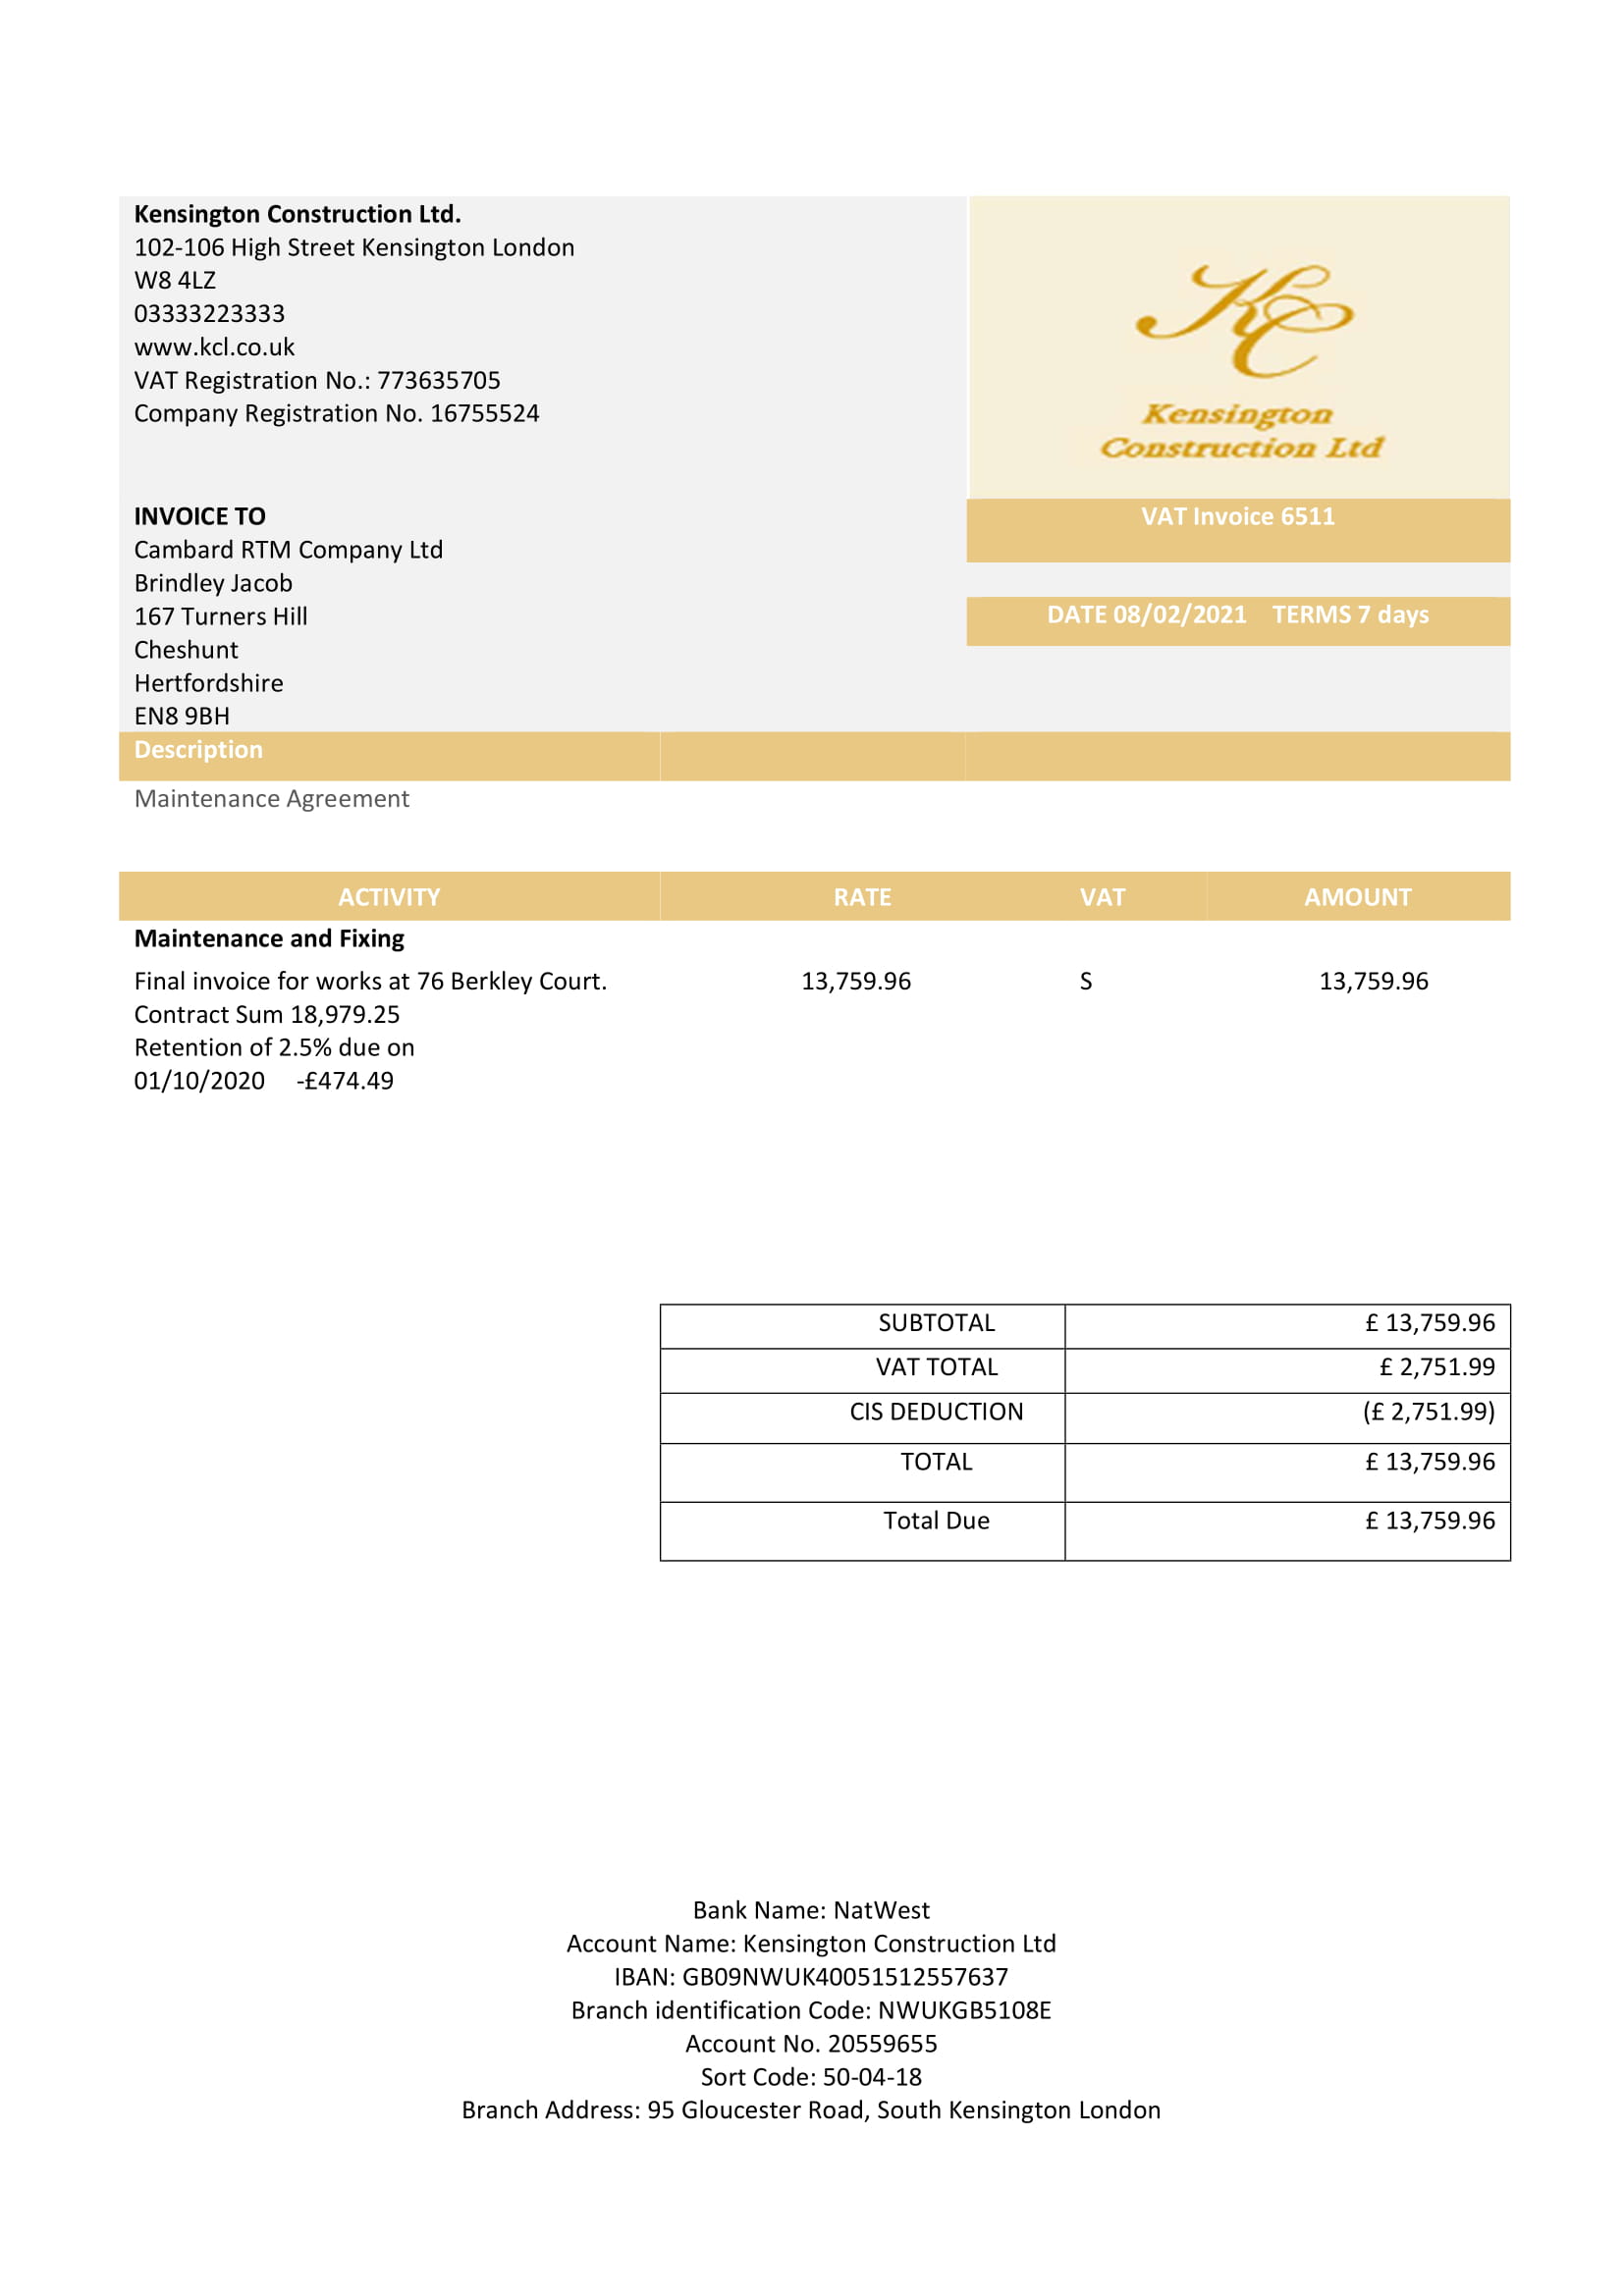 Kensington Construction Ltd.
102-106 High Street Kensington London
W8 4LZ
03333223333
www.kcl.co.uk
VAT Registration No.: 773635705
Company Registration No. 16755524
KC
Kensington
Construction Ltd
INVOICE TO
Cambard RTM Company Ltd
Brindley Jacob
167 Turners Hill
Cheshunt
Hertfordshire
EN8 9BH
VAT Invoice 6511
DATE 08/02/2021 TERMS 7 days
Description
Maintenance Agreement
ACTIVITY RATE VAT AMOUNT
Maintenance and Fixing
Final invoice for works at 76 Berkley Court. 13,759.96 S 13,759.96
Contract Sum 18,979.25
Retention of 2.5% due on
01/10/2020 -£474.49
SUBTOTAL £ 13,759.96
VAT TOTAL £ 2,751.99
CIS DEDUCTION (£ 2,751.99)
TOTAL £ 13,759.96
Total Due £ 13,759.96
Bank Name: NatWest
Account Name: Kensington Construction Ltd
IBAN: GB09NWUK40051512557637
Branch identification Code: NWUKGB5108E
Account No. 20559655
Sort Code: 50-04-18
Branch Address: 95 Gloucester Road, South Kensington London